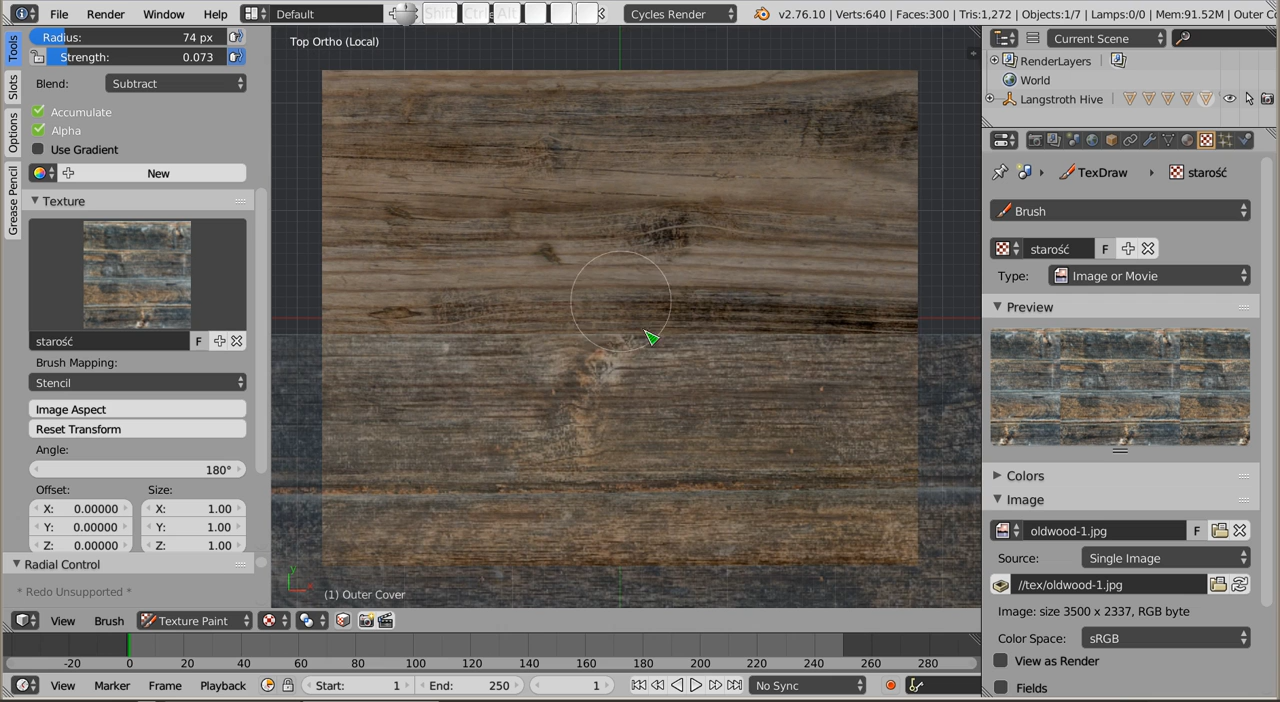 File Render Window Help Default Shift Ctrl Alt Cycles Render v2.76.10 | Verts:640 | Faces:300 | Tris:1,272 | Objects:1/7 | Lamps:0/0 | Mem:91.52M | Outer Co
Tools
Slots
Options
Grease Pencil
Radius: 74 px
Strength: 0.073
Blend: Subtract
Accumulate
Alpha
Use Gradient
New
Texture
starość F
Brush Mapping:
Stencil
Image Aspect
Reset Transform
Angle:
180°
Offset: Size:
X: 0.00000 X: 1.00
Y: 0.00000 Y: 1.00
Z: 0.00000 Z: 1.00
Radial Control
* Redo Unsupported *
Top Ortho (Local)
y
(1) Outer Cover
View Brush Texture Paint
-20 0 20 40 60 80 100 120 140 160 180 200 220 240 260 280
View Marker Frame Playback Start: 1 End: 250 1 No Sync
Current Scene
RenderLayers
World
Langstroth Hive
TexDraw starość
Brush
starość F
Type: Image or Movie
Preview
Colors
Image
oldwood-1.jpg F
Source: Single Image
//tex/oldwood-1.jpg
Image: size 3500 x 2337, RGB byte
Color Space: sRGB
View as Render
Fields